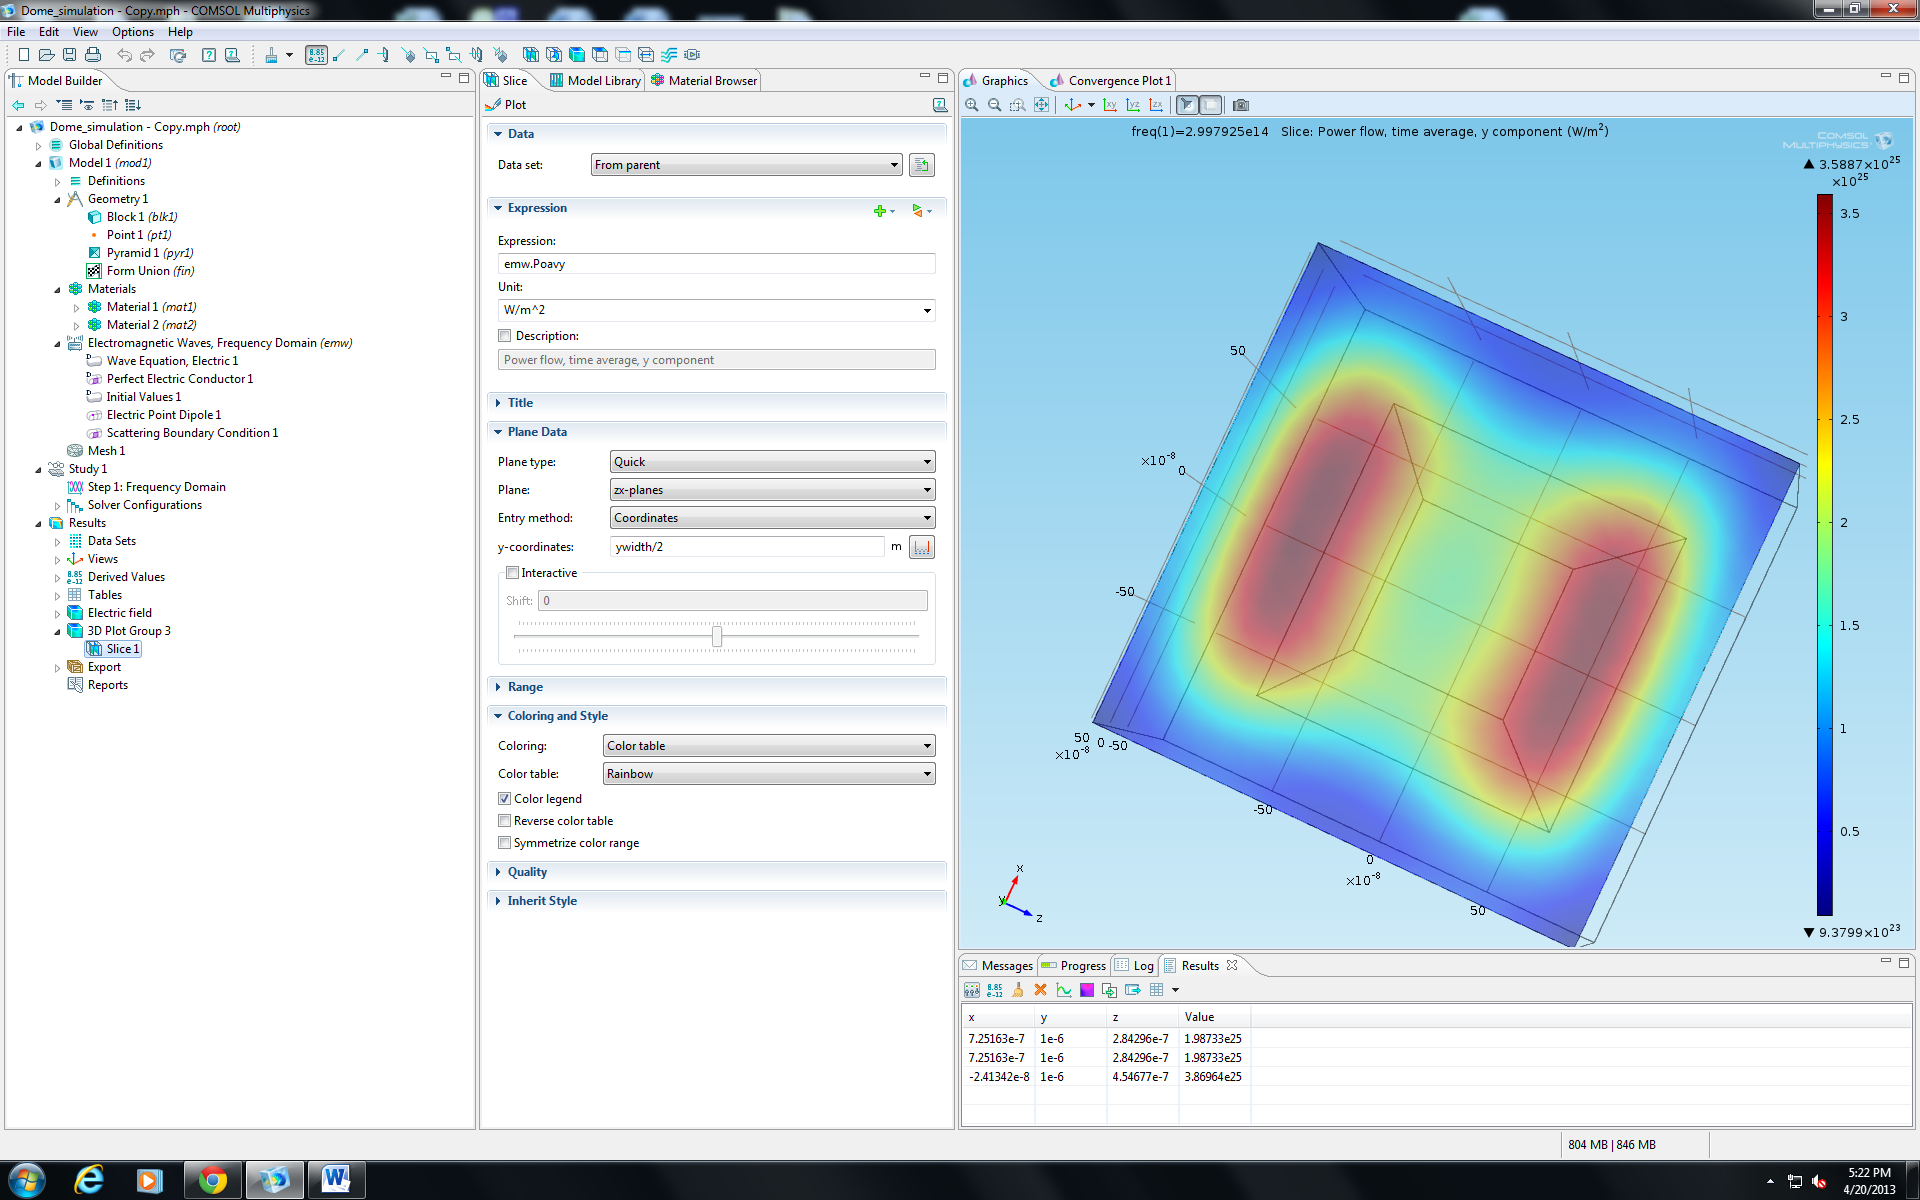 Dome_simulation - Copy.mph - COMSOL Multiphysics
File Edit View Options Help
Model Builder
Dome_simulation - Copy.mph (root)
Global Definitions
Model 1 (mod1)
Definitions
Geometry 1
Block 1 (blk1)
Point 1 (pt1)
Pyramid 1 (pyr1)
Form Union (fin)
Materials
Material 1 (mat1)
Material 2 (mat2)
Electromagnetic Waves, Frequency Domain (emw)
Wave Equation, Electric 1
Perfect Electric Conductor 1
Initial Values 1
Electric Point Dipole 1
Scattering Boundary Condition 1
Mesh 1
Study 1
Step 1: Frequency Domain
Solver Configurations
Results
Data Sets
Views
Derived Values
Tables
Electric field
3D Plot Group 3
Slice 1
Export
Reports
Slice Model Library Material Browser
Plot
Data
Data set: From parent
Expression
Expression:
emw.Poavy
Unit:
W/m^2
Description:
Power flow, time average, y component
Title
Plane Data
Plane type: Quick
Plane: zx-planes
Entry method: Coordinates
y-coordinates: ywidth/2 m
Interactive
Shift: 0
Range
Coloring and Style
Coloring: Color table
Color table: Rainbow
Color legend
Reverse color table
Symmetrize color range
Quality
Inherit Style
Graphics Convergence Plot 1
xy yz zx
freq(1)=2.997925e14 Slice: Power flow, time average, y component (W/m²)
COMSOL
MULTIPHYSICS
▲ 3.5887×10²⁵
×10²⁵
3.5
3
2.5
2
1.5
1
0.5
▼ 9.3799×10²³
50
×10⁻⁸ 0
-50
50 0 -50
×10⁻⁸
-50
0
×10⁻⁸
50
x
y
z
Messages Progress Log Results
8.85
e-12
x y z Value
7.25163e-7 1e-6 2.84296e-7 1.98733e25
7.25163e-7 1e-6 2.84296e-7 1.98733e25
-2.41342e-8 1e-6 4.54677e-7 3.86964e25
804 MB | 846 MB
5:22 PM
4/20/2013